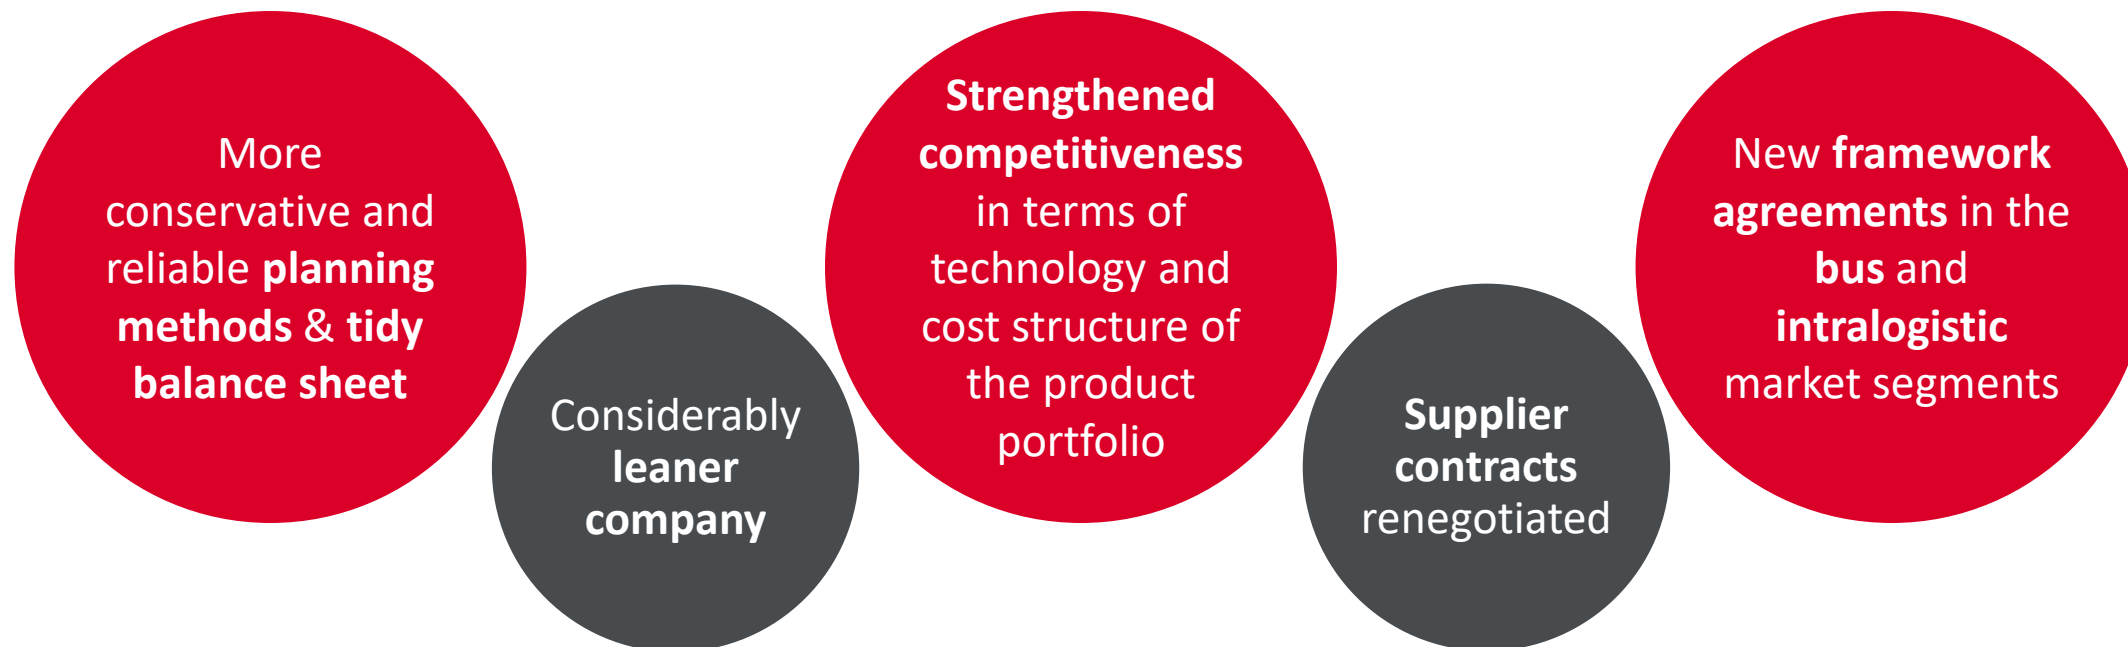 More
conservative and
reliable planning
methods & tidy
balance sheet
Considerably
leaner
company
Strengthened
competitiveness
in terms of
technology and
cost structure of
the product
portfolio
Supplier
contracts
renegotiated
New framework
agreements in the
bus and
intralogistic
market segments